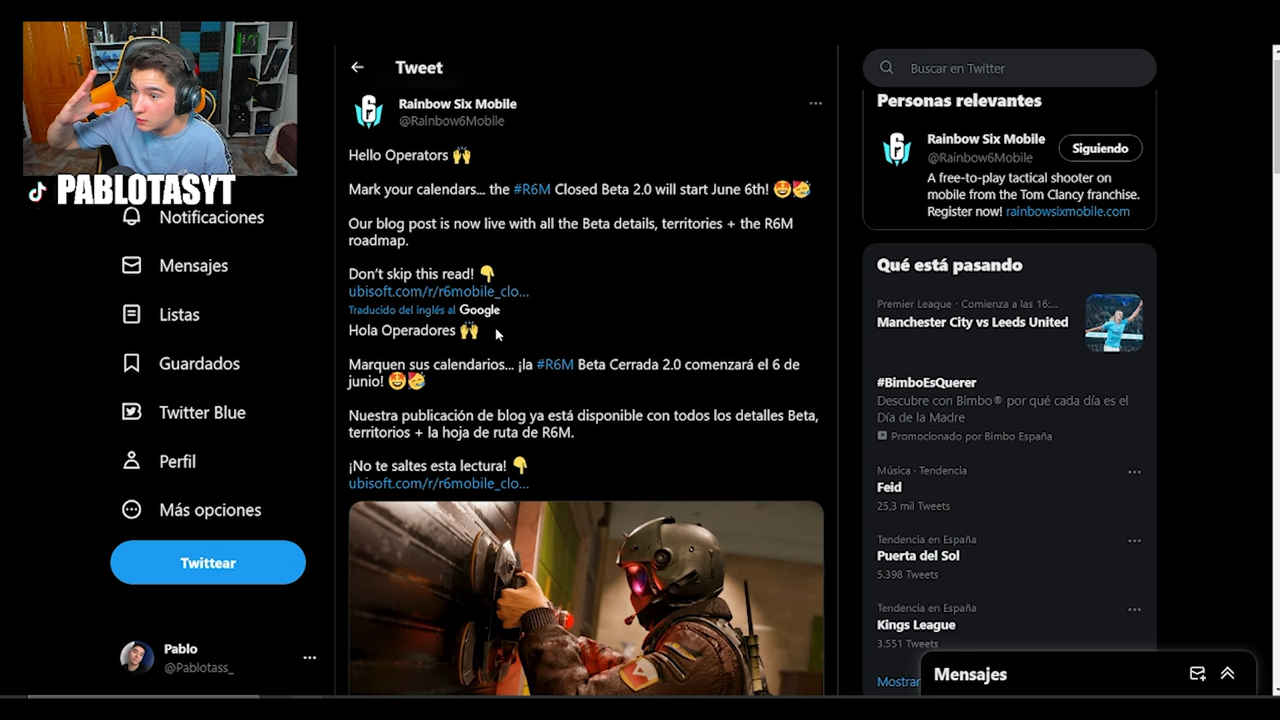 PABLOTASYT
Notificaciones
Mensajes
Listas
Guardados
Twitter Blue
Perfil
Más opciones
Twittear
Pablo
@Pablotass_
Tweet
Rainbow Six Mobile
@Rainbow6Mobile
Hello Operators 🙌
Mark your calendars... the #R6M Closed Beta 2.0 will start June 6th! 🤩🥳
Our blog post is now live with all the Beta details, territories + the R6M
roadmap.
Don't skip this read! 👇
ubisoft.com/r/r6mobile_clo...
Traducido del inglés al Google
Hola Operadores 🙌
Marquen sus calendarios... ¡la #R6M Beta Cerrada 2.0 comenzará el 6 de
junio! 🤩🥳
Nuestra publicación de blog ya está disponible con todos los detalles Beta,
territorios + la hoja de ruta de R6M.
¡No te saltes esta lectura! 👇
ubisoft.com/r/r6mobile_clo...
Buscar en Twitter
Personas relevantes
Rainbow Six Mobile
@Rainbow6Mobile
Siguiendo
A free-to-play tactical shooter on
mobile from the Tom Clancy franchise.
Register now! rainbowsixmobile.com
Qué está pasando
Premier League · Comienza a las 16:...
Manchester City vs Leeds United
#BimboEsQuerer
Descubre con Bimbo® por qué cada día es el
Día de la Madre
Promocionado por Bimbo España
Música · Tendencia
Feid
25,3 mil Tweets
Tendencia en España
Puerta del Sol
5.398 Tweets
Tendencia en España
Kings League
3.551 Tweets
Mostrar
Mensajes